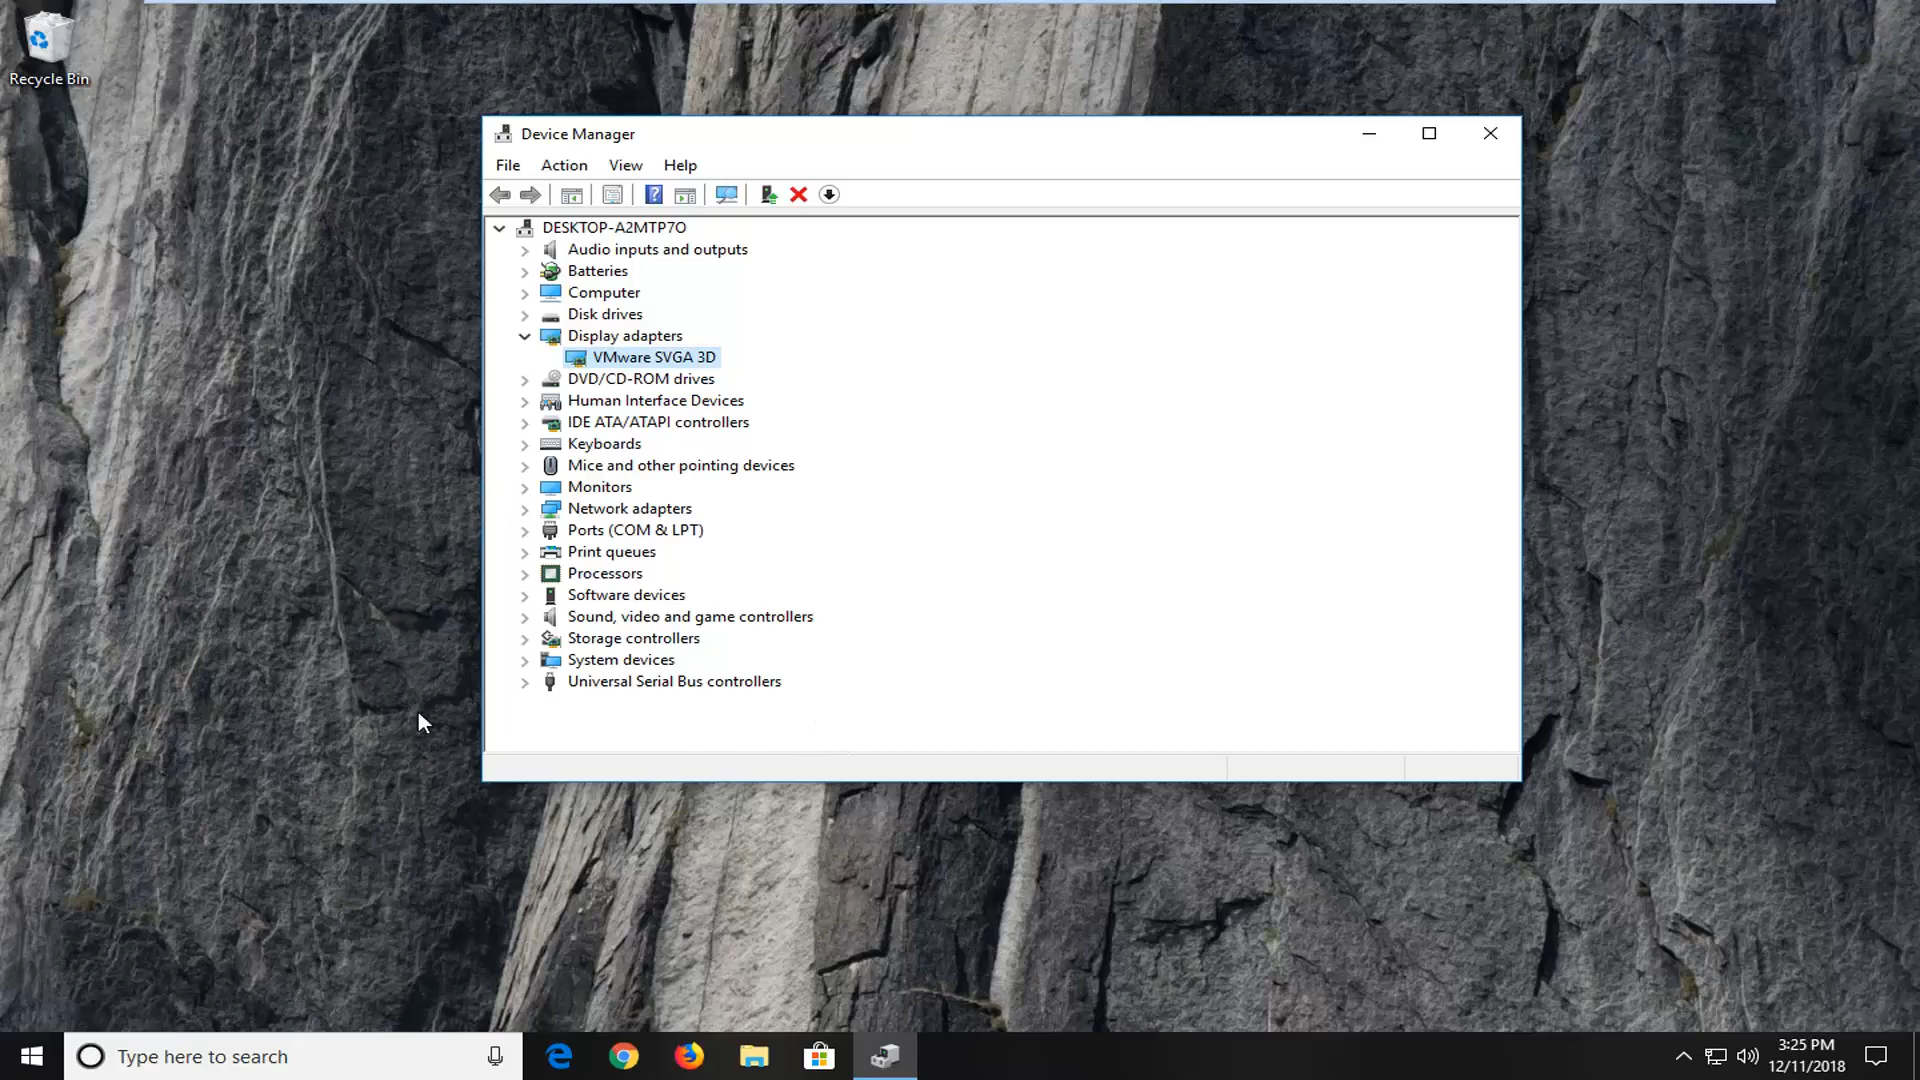 Recycle Bin
Device Manager
File Action View Help
DESKTOP-A2MTP7O
Audio inputs and outputs
Batteries
Computer
Disk drives
Display adapters
VMware SVGA 3D
DVD/CD-ROM drives
Human Interface Devices
IDE ATA/ATAPI controllers
Keyboards
Mice and other pointing devices
Monitors
Network adapters
Ports (COM & LPT)
Print queues
Processors
Software devices
Sound, video and game controllers
Storage controllers
System devices
Universal Serial Bus controllers
Type here to search
3:25 PM
12/11/2018